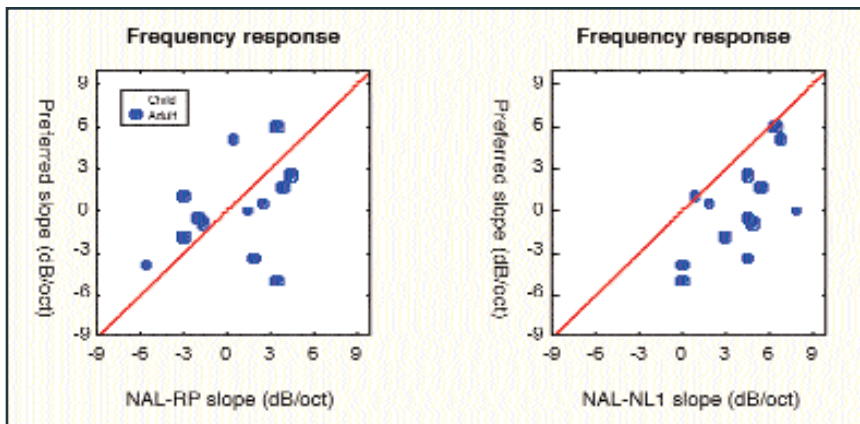 Frequency response
Preferred slope (dB/oct)
9
6
3
0
-3
-6
-9
Child
Adult
-9 -6 -3 0 3 6 9
NAL-RP slope (dB/oct)
Frequency response
Preferred slope (dB/oct)
9
6
3
0
-3
-6
-9
-9 -6 -3 0 3 6 9
NAL-NL1 slope (dB/oct)